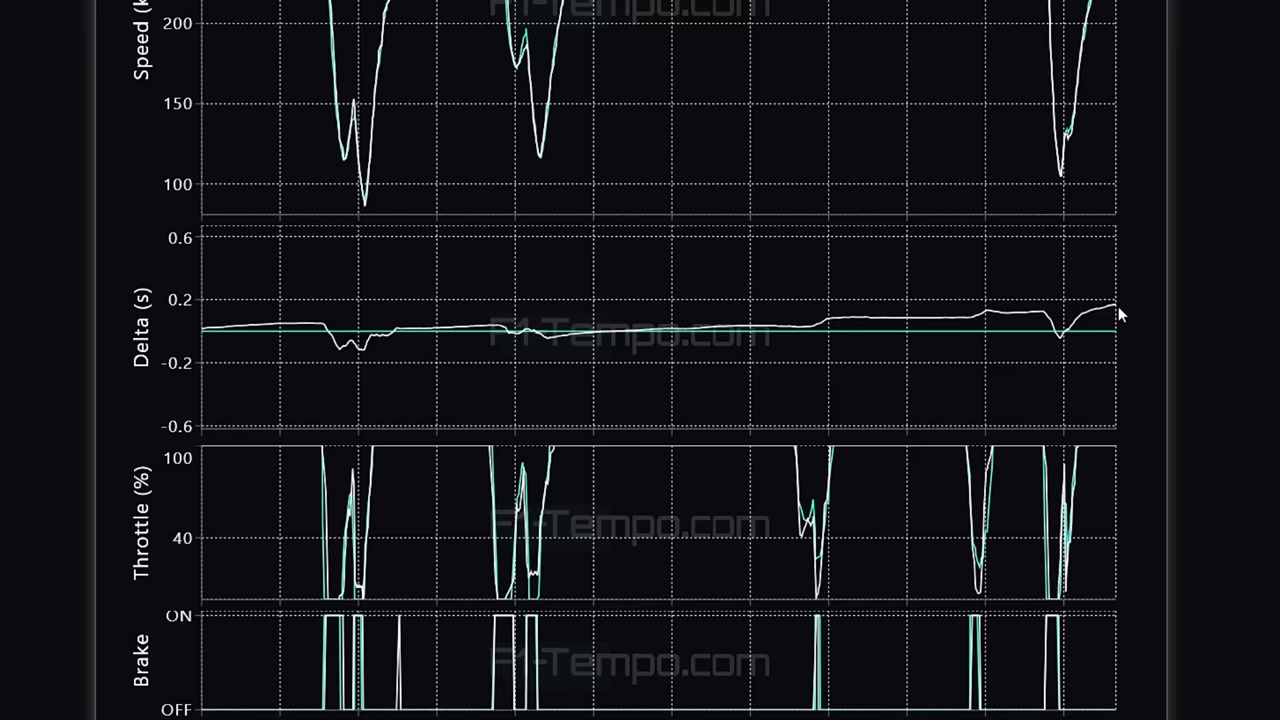 F1-Tempo.com
Speed (k
200
150
100
Delta (s)
0.6
0.2
-0.2
-0.6
F1-Tempo.com
Throttle (%)
100
40
F1-Tempo.com
Brake
ON
OFF
F1-Tempo.com